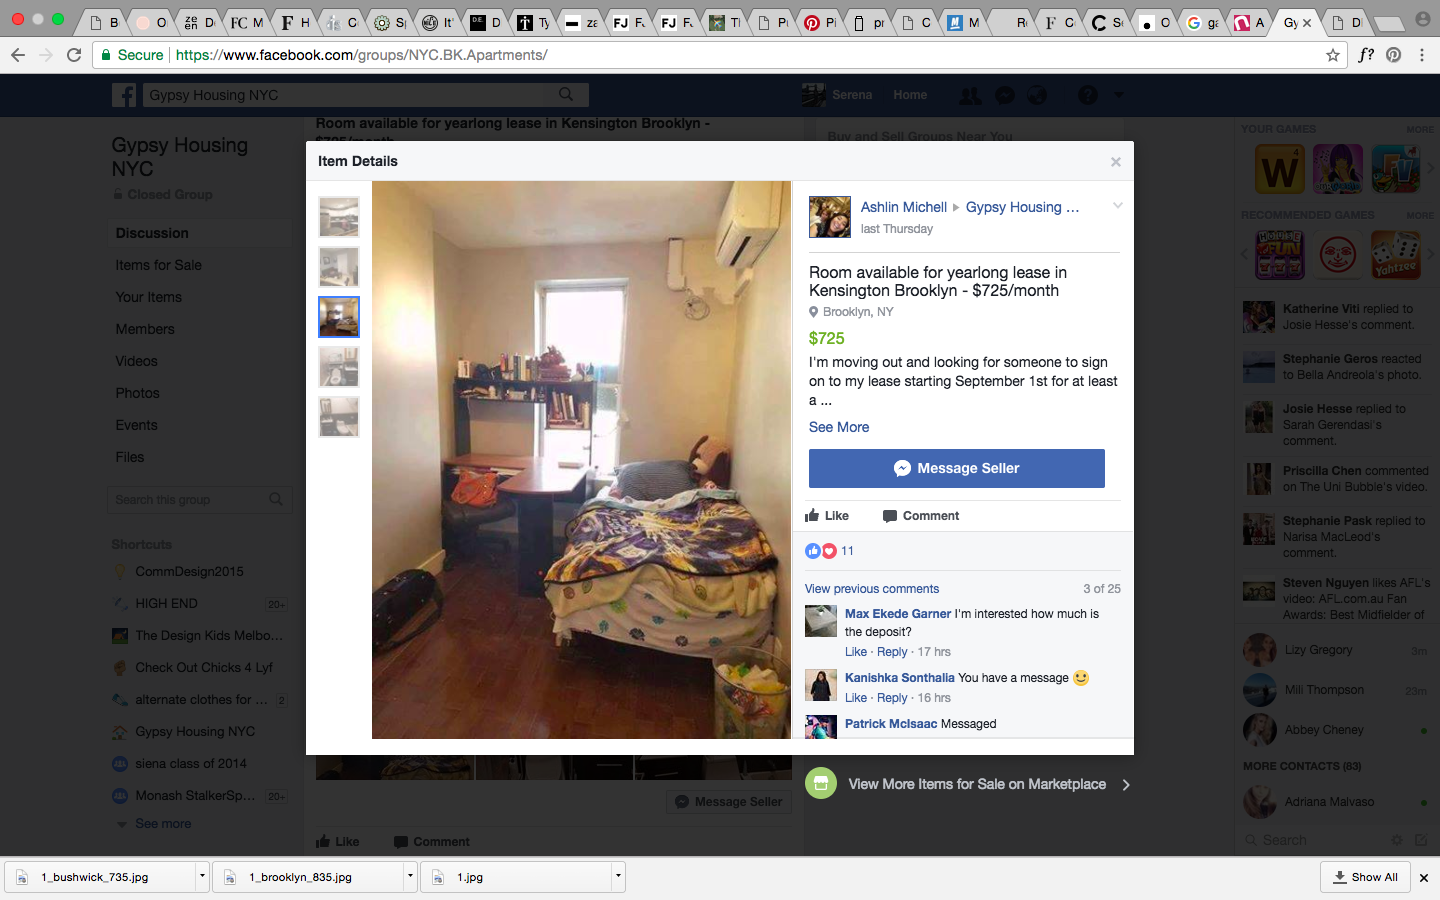 Secure
https://www.facebook.com/groups/NYC.BK.Apartments/
f?
Gypsy Housing NYC
Serena
Home
Gypsy Housing
NYC
Closed Group
Discussion
Items for Sale
Your Items
Members
Videos
Photos
Events
Files
Search this group
Shortcuts
CommDesign2015
HIGH END 20+
The Design Kids Melbo...
Check Out Chicks 4 Lyf
alternate clothes for ... 2
Gypsy Housing NYC
siena class of 2014
Monash StalkerSp... 20+
See more
Room available for yearlong lease in Kensington Brooklyn -
$725/month
Buy and Sell Groups Near You
Item Details
Ashlin Michell
Gypsy Housing ...
last Thursday
Room available for yearlong lease in
Kensington Brooklyn - $725/month
Brooklyn, NY
$725
I'm moving out and looking for someone to sign
on to my lease starting September 1st for at least
a ...
See More
Message Seller
Like
Comment
11
View previous comments
3 of 25
Max Ekede Garner I'm interested how much is
the deposit?
Like · Reply · 17 hrs
Kanishka Sonthalia You have a message
Like · Reply · 16 hrs
Patrick McIsaac Messaged
View More Items for Sale on Marketplace
Message Seller
Like
Comment
YOUR GAMES
MORE
RECOMMENDED GAMES
MORE
HOUSE
FUN
Yahtzee
Katherine Viti replied to
Josie Hesse's comment.
Stephanie Geros reacted
to Bella Andreola's photo.
Josie Hesse replied to
Sarah Gerendasi's
comment.
Priscilla Chen commented
on The Uni Bubble's video.
Stephanie Pask replied to
Narisa MacLeod's
comment.
Steven Nguyen likes AFL's
video: AFL.com.au Fan
Awards: Best Midfielder of
Lizy Gregory 3m
Mill Thompson 23m
Abbey Cheney
MORE CONTACTS (83)
Adriana Malvaso
Search
1_bushwick_735.jpg
1_brooklyn_835.jpg
1.jpg
Show All